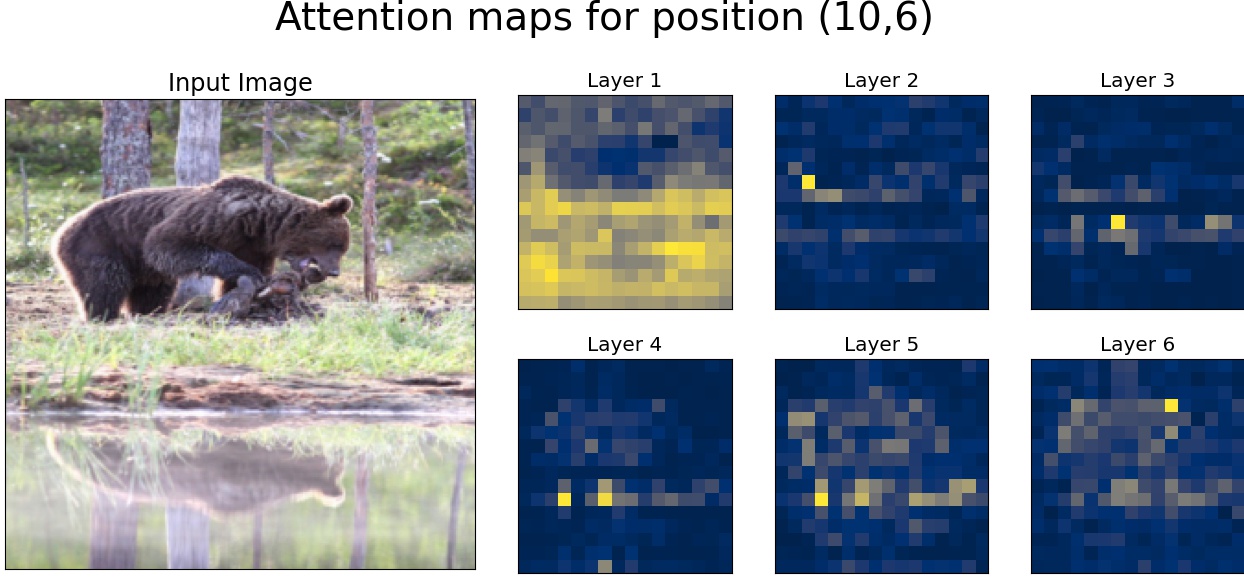 Attention maps for position (10,6)
Input Image
Layer 1
Layer 2
Layer 3
Layer 4
Layer 5
Layer 6